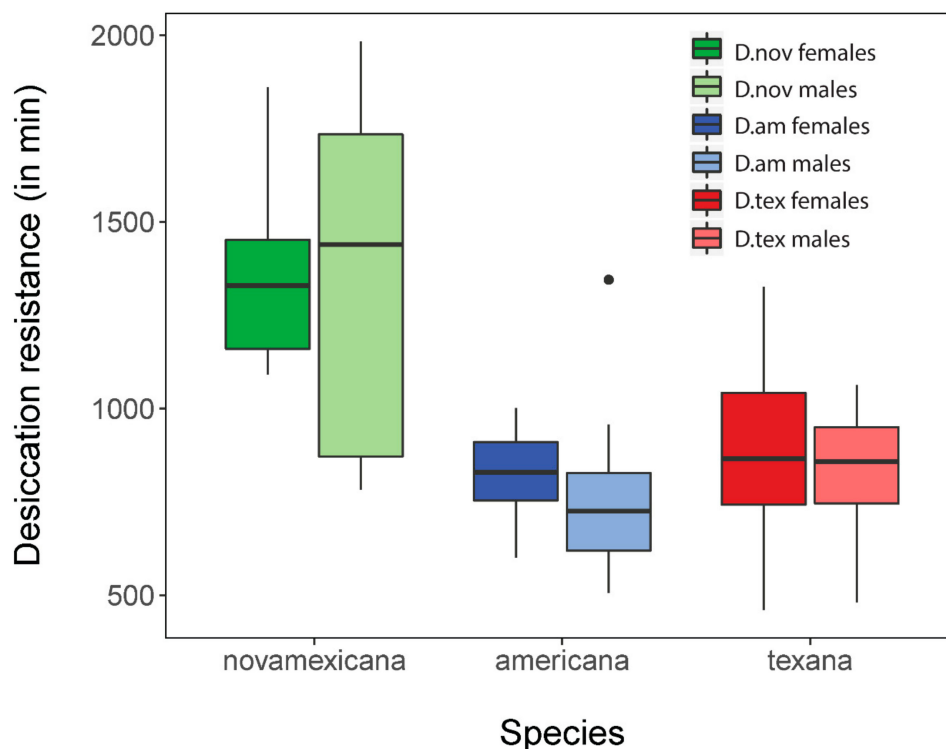 Desiccation resistance (in min)
2000
1500
1000
500
D.nov females
D.nov males
D.am females
D.am males
D.tex females
D.tex males
novamexicana
americana
texana
Species